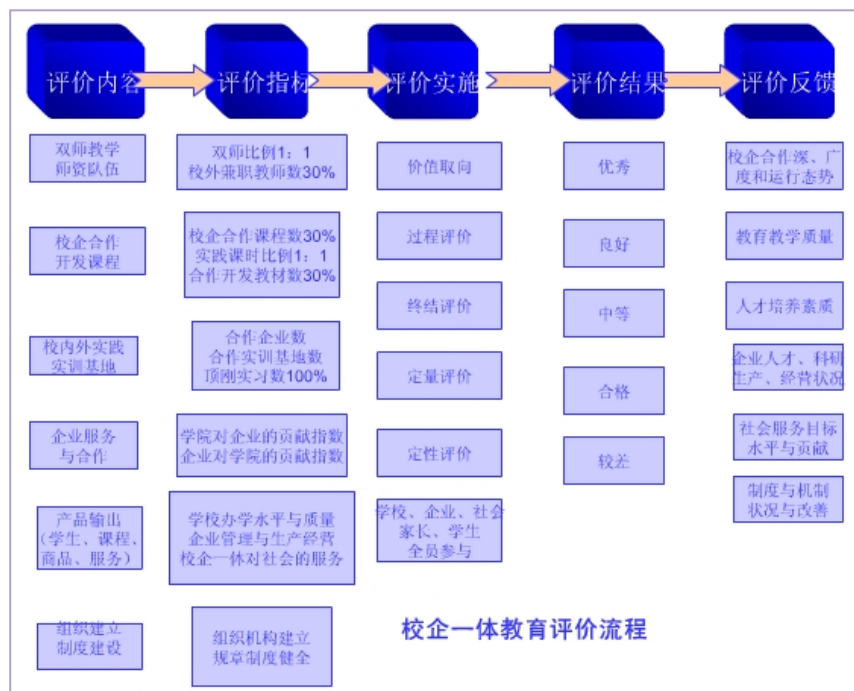 评价内容
评价指标
评价实施
评价结果
评价反馈
双师教学
师资队伍
校企合作
开发课程
校内外实践
实训基地
企业服务
与合作
产品输出
（学生、课程、
商品、服务）
组织建立
制度建设
双师比例1：1
校外兼职教师数30%
校企合作课程数30%
实践课时比例1：1
合作开发教材数30%
合作企业数
合作实训基地数
顶刚实习数100%
学院对企业的贡献指数
企业对学院的贡献指数
学校办学水平与质量
企业管理与生产经营
校企一体对社会的服务
组织机构建立
规章制度健全
价值取向
过程评价
终结评价
定量评价
定性评价
学校、企业、社会
家长、学生
全员参与
优秀
良好
中等
合格
较差
校企合作深、广
度和运行态势
教育教学质量
人才培养素质
企业人才、科研
生产、经营状况
社会服务目标
水平与贡献
制度与机制
状况与改善
校企一体教育评价流程